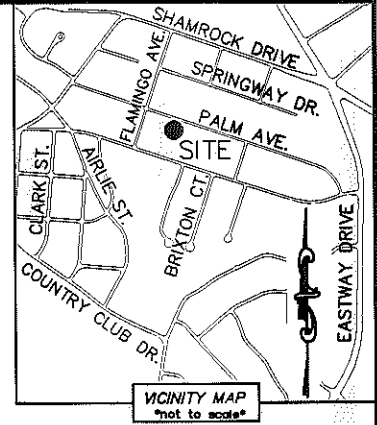 SHAMROCK DRIVE
FLAMINGO AVE.
SPRINGWAY DR.
PALM AVE.
SITE
CLARK ST.
AIRLIE ST.
BRIXTON CT.
EASTWAY DRIVE
COUNTRY CLUB DR.
VICINITY MAP
*not to scale*